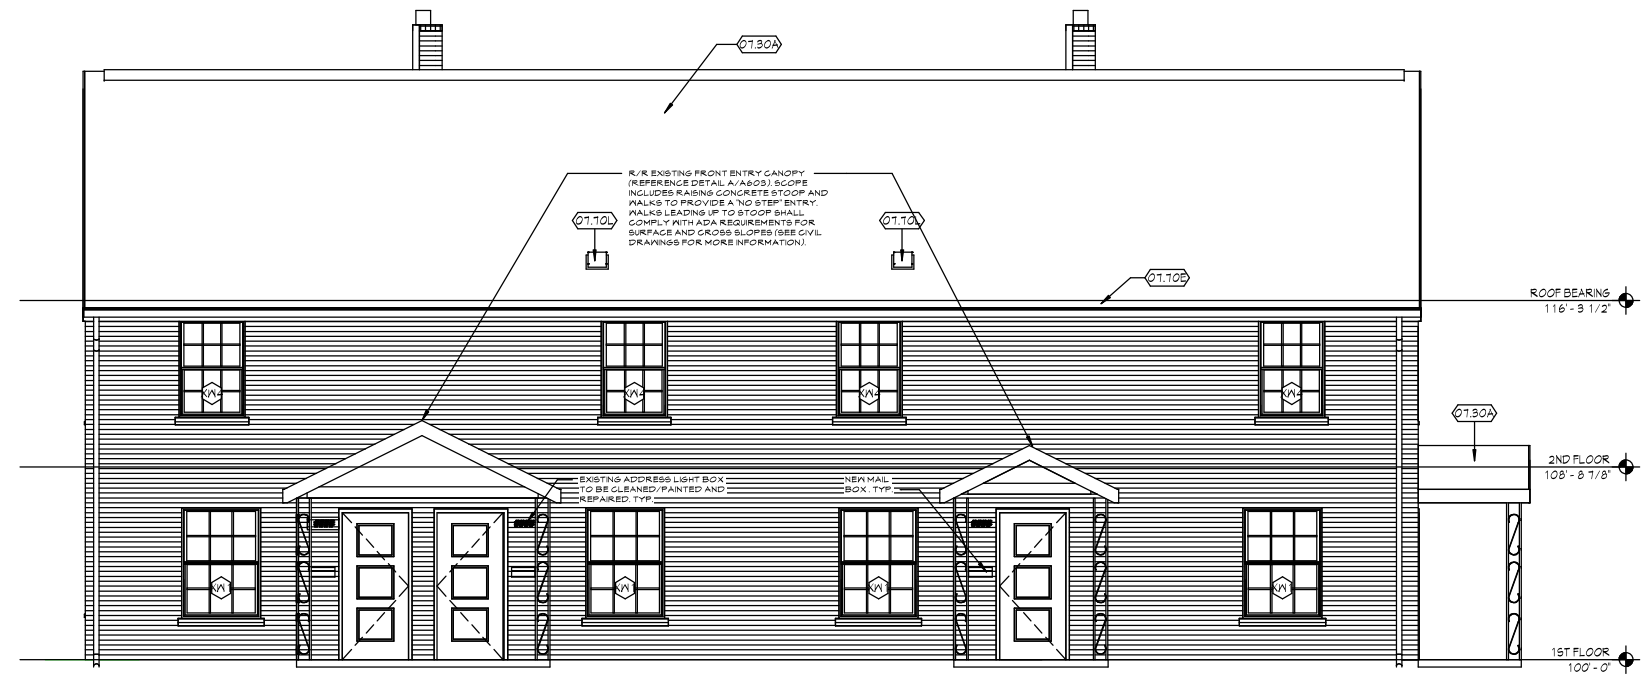 07.30A
R/R EXISTING FRONT ENTRY CANOPY
(REFERENCE DETAIL A/A603). SCOPE
INCLUDES RAISING CONCRETE STOOP AND
WALKS TO PROVIDE A "NO STEP" ENTRY.
WALKS LEADING UP TO STOOP SHALL
COMPLY WITH ADA REQUIREMENTS FOR
SURFACE AND CROSS SLOPES (SEE CIVIL
DRAWINGS FOR MORE INFORMATION).
07.70L
07.70L
07.70E
ROOF BEARING
116' - 3 1/2"
07.30A
2ND FLOOR
108' - 8 7/8"
EXISTING ADDRESS LIGHT BOX
TO BE CLEANED/PAINTED AND
REPAIRED. TYP.
NEW MAIL
BOX. TYP.
1ST FLOOR
100' - 0"